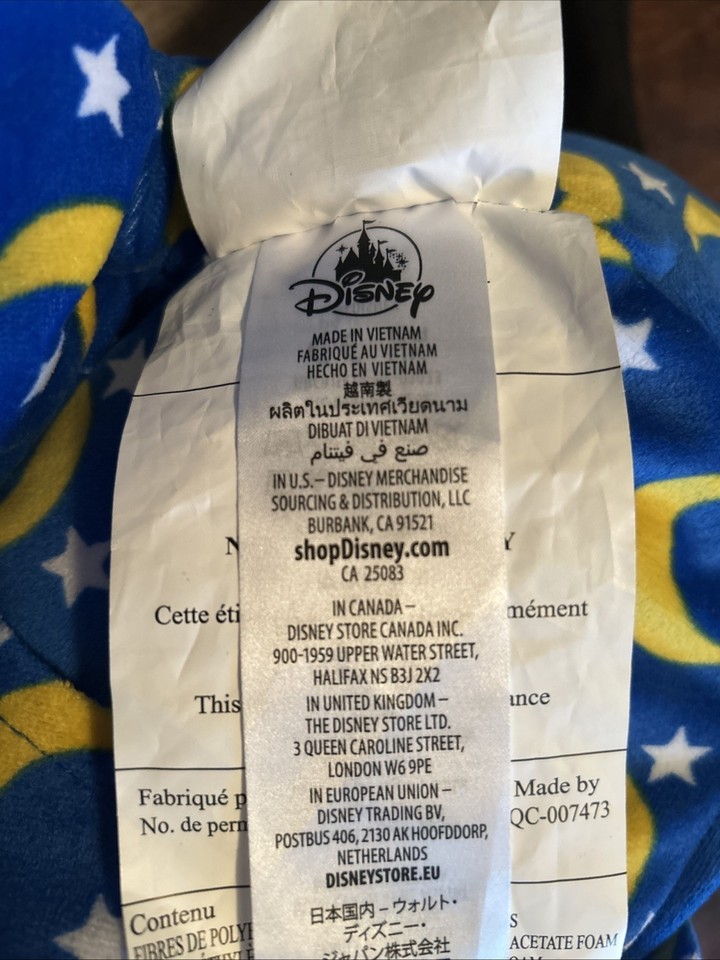 Disney
MADE IN VIETNAM
FABRIQUÉ AU VIETNAM
HECHO EN VIETNAM
越南製
ผลิตในประเทศเวียดนาม
DIBUAT DI VIETNAM
صنع في فيتنام
IN U.S.– DISNEY MERCHANDISE
SOURCING & DISTRIBUTION, LLC
BURBANK, CA 91521
shopDisney.com
CA 25083
IN CANADA –
DISNEY STORE CANADA INC.
900-1959 UPPER WATER STREET,
HALIFAX NS B3J 2X2
IN UNITED KINGDOM –
THE DISNEY STORE LTD.
3 QUEEN CAROLINE STREET,
LONDON W6 9PE
IN EUROPEAN UNION –
DISNEY TRADING BV,
POSTBUS 406, 2130 AK HOOFDDORP,
NETHERLANDS
DISNEYSTORE.EU
日本国内 – ウォルト・
ディズニー・
ジャパン株式会社
Cette
This
Fabriqué
Made by
No. de
QC-007473
Contenu
FIBRES DE
ACETATE FOAM